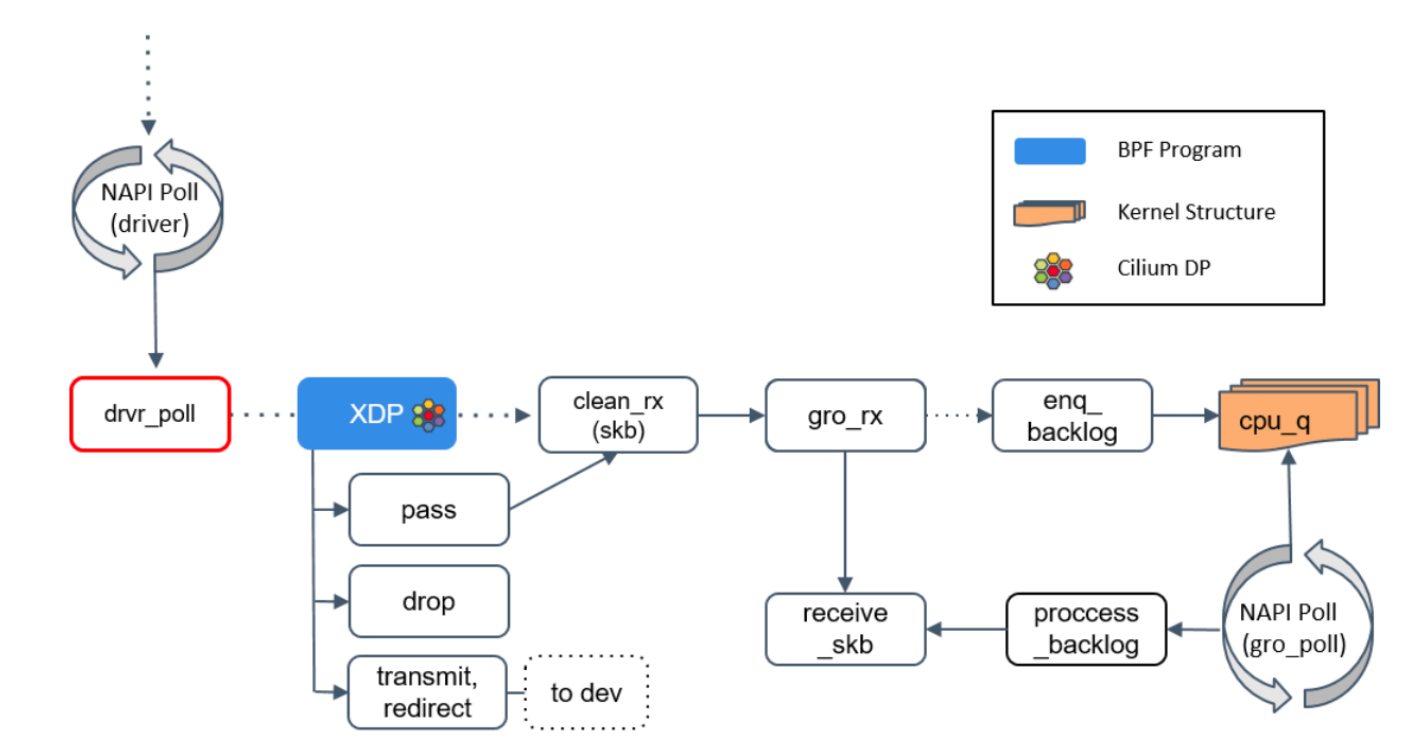 NAPI Poll
(driver)
BPF Program
Kernel Structure
Cilium DP
drvr_poll
XDP
clean_rx
(skb)
gro_rx
enq_
backlog
cpu_q
pass
drop
transmit,
redirect
to dev
receive
_skb
proccess
_backlog
NAPI Poll
(gro_poll)